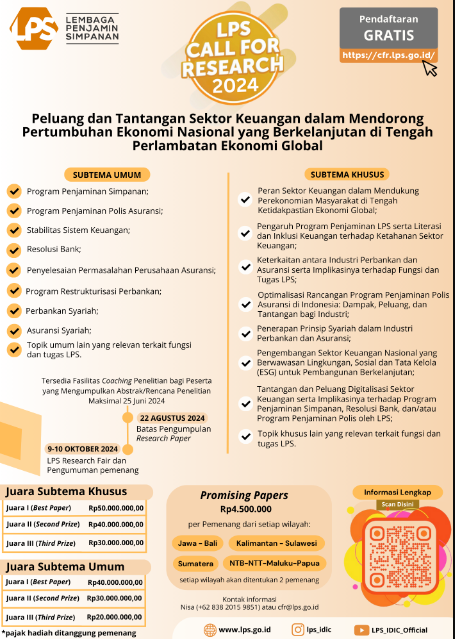 LPS
LEMBAGA
PENJAMIN
SIMPANAN
LPS
CALL FOR
RESEARCH
2024
Pendaftaran
GRATIS
https://cfr.lps.go.id/
Peluang dan Tantangan Sektor Keuangan dalam Mendorong
Pertumbuhan Ekonomi Nasional yang Berkelanjutan di Tengah
Perlambatan Ekonomi Global
SUBTEMA UMUM
Program Penjaminan Simpanan;
Program Penjaminan Polis Asuransi;
Stabilitas Sistem Keuangan;
Resolusi Bank;
Penyelesaian Permasalahan Perusahaan Asuransi;
Program Restrukturisasi Perbankan;
Perbankan Syariah;
Asuransi Syariah;
Topik umum lain yang relevan terkait fungsi
dan tugas LPS.
Tersedia Fasilitas Coaching Penelitian bagi Peserta
yang Mengumpulkan Abstrak/Rencana Penelitian
Maksimal 25 Juni 2024
22 AGUSTUS 2024
Batas Pengumpulan
Research Paper
9-10 OKTOBER 2024
LPS Research Fair dan
Pengumuman pemenang
SUBTEMA KHUSUS
Peran Sektor Keuangan dalam Mendukung
Perekonomian Masyarakat di Tengah
Ketidakpastian Ekonomi Global;
Pengaruh Program Penjaminan LPS serta Literasi
dan Inklusi Keuangan terhadap Ketahanan Sektor
Keuangan;
Keterkaitan antara Industri Perbankan dan
Asuransi serta Implikasinya terhadap Fungsi dan
Tugas LPS;
Optimalisasi Rancangan Program Penjaminan Polis
Asuransi di Indonesia: Dampak, Peluang, dan
Tantangan bagi Industri;
Penerapan Prinsip Syariah dalam Industri
Perbankan dan Asuransi;
Pengembangan Sektor Keuangan Nasional yang
Berwawasan Lingkungan, Sosial dan Tata Kelola
(ESG) untuk Pembangunan Berkelanjutan;
Tantangan dan Peluang Digitalisasi Sektor
Keuangan serta Implikasinya terhadap Program
Penjaminan Simpanan, Resolusi Bank, dan/atau
Program Penjaminan Polis oleh LPS;
Topik khusus lain yang relevan terkait fungsi dan
tugas LPS.
Juara Subtema Khusus
Juara I (Best Paper) Rp50.000.000,00
Juara II (Second Prize) Rp40.000.000,00
Juara III (Third Prize) Rp30.000.000,00
Juara Subtema Umum
Juara I (Best Paper) Rp40.000.000,00
Juara II (Second Prize) Rp30.000.000,00
Juara III (Third Prize) Rp20.000.000,00
*pajak hadiah ditanggung pemenang
Promising Papers
Rp4.500.000
per Pemenang dari setiap wilayah:
Jawa - Bali
Kalimantan - Sulawesi
Sumatera
NTB-NTT-Maluku-Papua
setiap wilayah akan ditentukan 2 pemenang
Kontak Informasi
Nisa (+62 838 2015 9851) atau cfr@lps.go.id
Informasi Lengkap
Scan Disini
www.lps.go.id
lps_idic
LPS_IDIC_Official